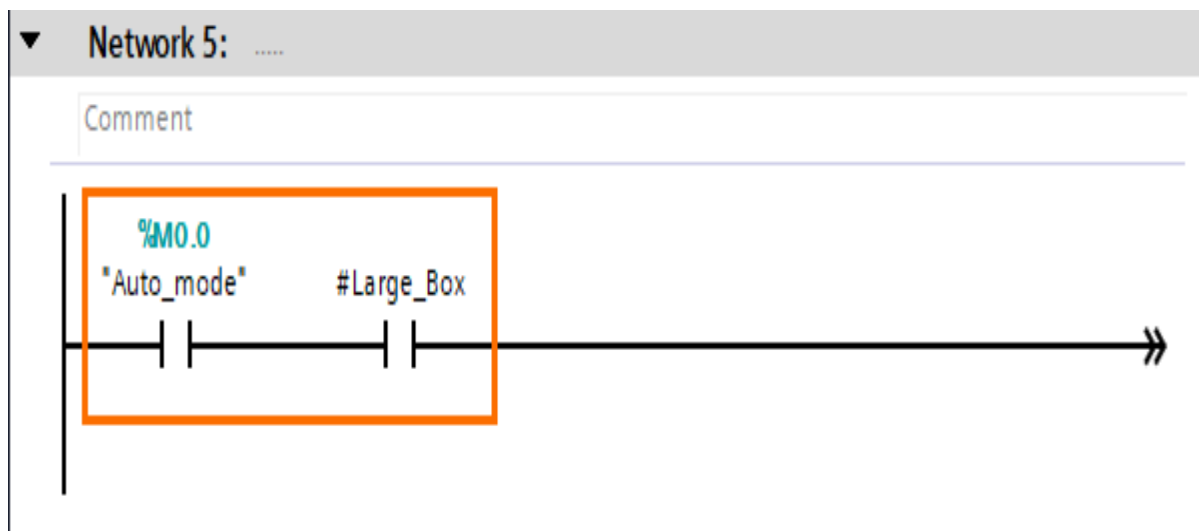 Network 5: .....
Comment
%M0.0
"Auto_mode" #Large_Box